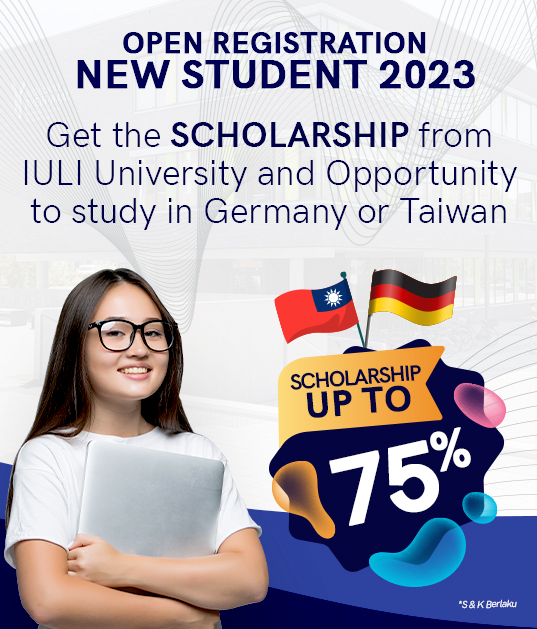 OPEN REGISTRATION
NEW STUDENT 2023
Get the SCHOLARSHIP from
IULI University and Opportunity
to study in Germany or Taiwan
SCHOLARSHIP
UP TO
75%
*S & K Berlaku